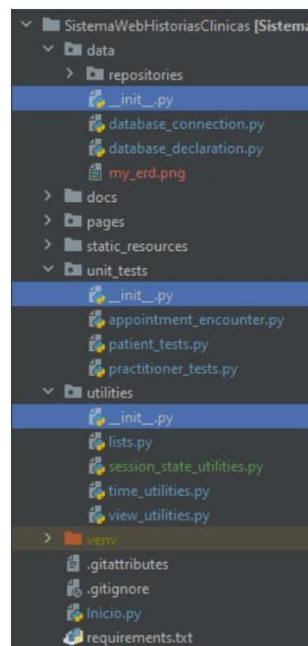 SistemaWebHistoriasClinicas [Sistema
data
repositories
__init__.py
database_connection.py
database_declaration.py
my_erd.png
docs
pages
static_resources
unit_tests
__init__.py
appointment_encounter.py
patient_tests.py
practitioner_tests.py
utilities
__init__.py
lists.py
session_state_utilities.py
time_utilities.py
view_utilities.py
venv
.gitattributes
.gitignore
Inicio.py
requirements.txt